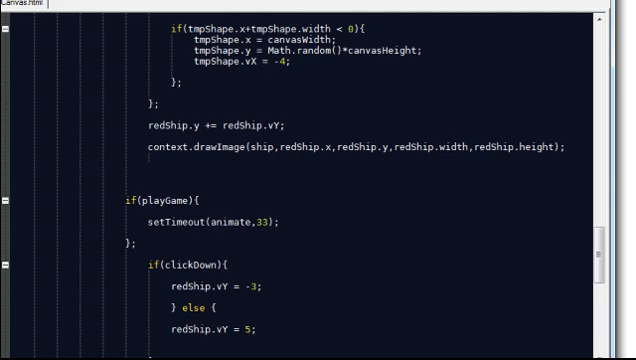 Canvas.html
if(tmpShape.x+tmpShape.width < 0){
tmpShape.x = canvasWidth;
tmpShape.y = Math.random()*canvasHeight;
tmpShape.vX = -4;
};
};
redShip.y += redShip.vY;
context.drawImage(ship,redShip.x,redShip.y,redShip.width,redShip.height);
if(playGame){
setTimeout(animate,33);
};
if(clickDown){
redShip.vY = -3;
} else {
redShip.vY = 5;